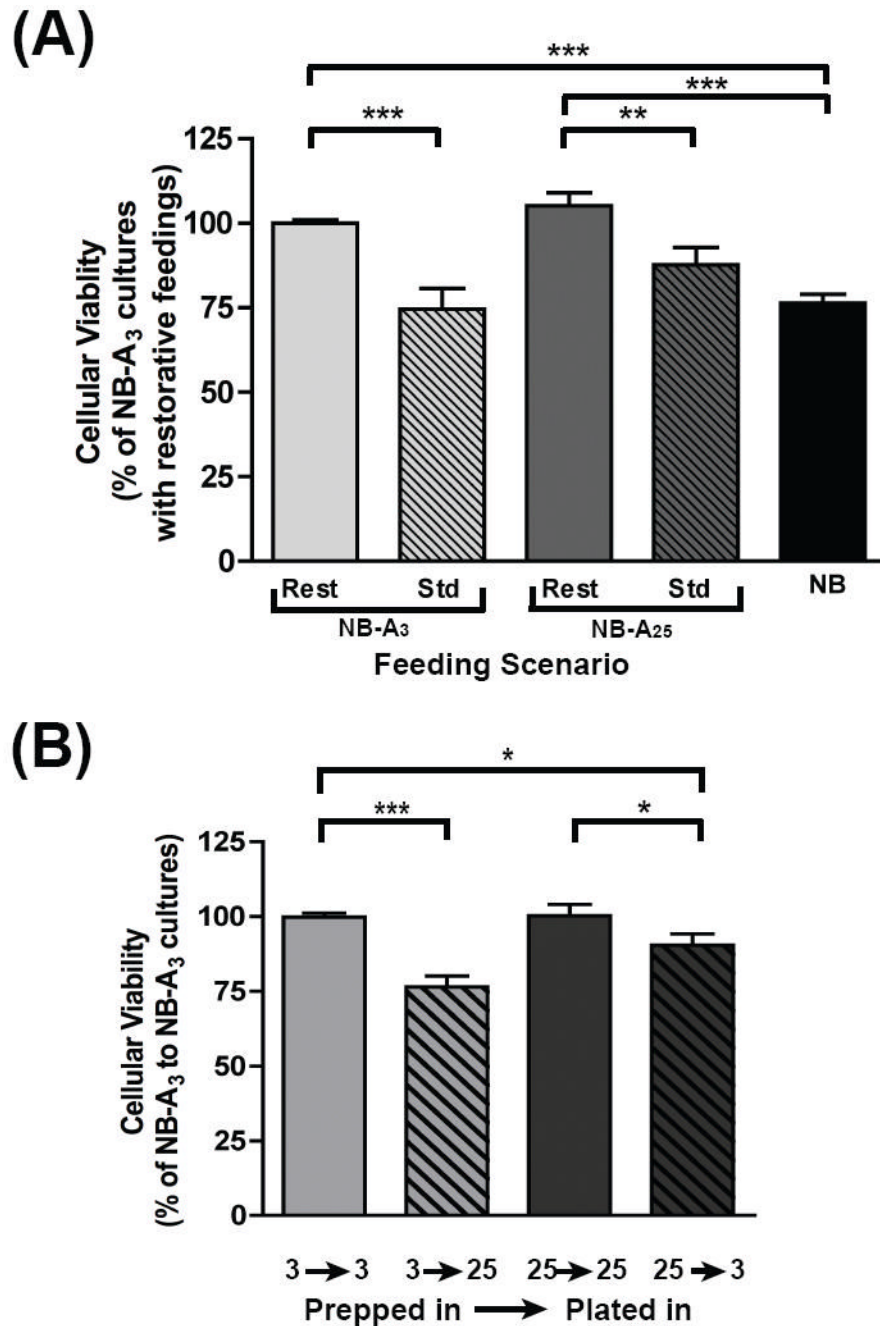 (A)
***
***
*** **
125
100
75
50
25
0
Cellular Viablity
(% of NB-A3 cultures
with restorative feedings)
Rest Std Rest Std NB
NB-A3 NB-A25
Feeding Scenario
(B)
*
*** *
125
100
75
50
25
0
Cellular Viability
(% of NB-A3 to NB-A3 cultures)
3 → 3 3 → 25 25 → 25 25 → 3
Prepped in → Plated in